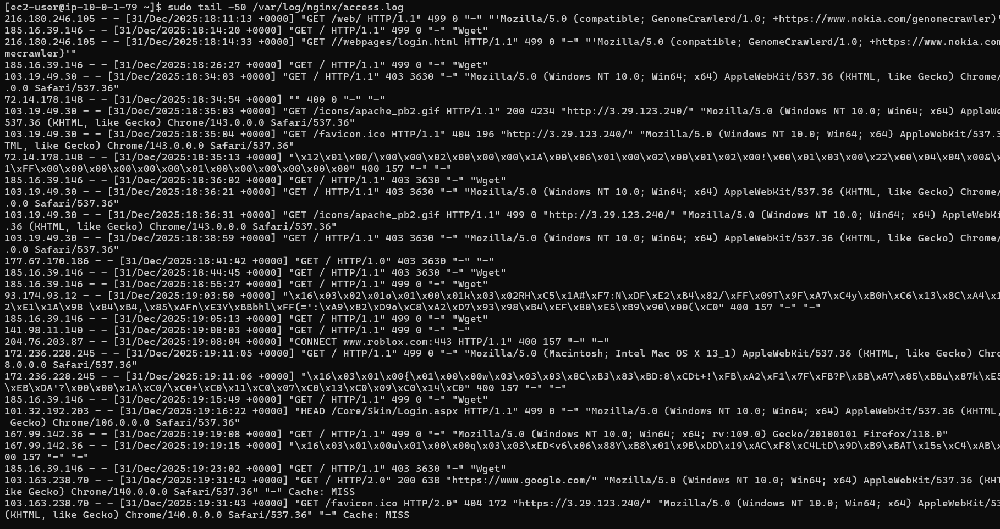 [ec2-user@ip-10-0-1-79 ~]$ sudo tail -50 /var/log/nginx/access.log
216.180.246.105 - - [31/Dec/2025:18:11:13 +0000] "GET /web/ HTTP/1.1" 499 0 "-" "'Mozilla/5.0 (compatible; GenomeCrawlerd/1.0; +https://www.nokia.com/genomecrawler)'
185.16.39.146 - - [31/Dec/2025:18:14:20 +0000] "GET / HTTP/1.1" 499 0 "-" "Wget"
216.180.246.105 - - [31/Dec/2025:18:14:33 +0000] "GET //webpages/login.html HTTP/1.1" 499 0 "-" "'Mozilla/5.0 (compatible; GenomeCrawlerd/1.0; +https://www.nokia.com
mecrawler)'"
185.16.39.146 - - [31/Dec/2025:18:26:27 +0000] "GET / HTTP/1.1" 499 0 "-" "Wget"
103.19.49.30 - - [31/Dec/2025:18:34:03 +0000] "GET / HTTP/1.1" 403 3630 "-" "Mozilla/5.0 (Windows NT 10.0; Win64; x64) AppleWebKit/537.36 (KHTML, like Gecko) Chrome/
.0.0 Safari/537.36"
72.14.178.148 - - [31/Dec/2025:18:34:54 +0000] "" 400 0 "-" "-"
103.19.49.30 - - [31/Dec/2025:18:35:03 +0000] "GET /icons/apache_pb2.gif HTTP/1.1" 200 4234 "http://3.29.123.240/" "Mozilla/5.0 (Windows NT 10.0; Win64; x64) AppleWe
537.36 (KHTML, like Gecko) Chrome/143.0.0.0 Safari/537.36"
103.19.49.30 - - [31/Dec/2025:18:35:04 +0000] "GET /favicon.ico HTTP/1.1" 404 196 "http://3.29.123.240/" "Mozilla/5.0 (Windows NT 10.0; Win64; x64) AppleWebKit/537.3
TML, like Gecko) Chrome/143.0.0.0 Safari/537.36"
72.14.178.148 - - [31/Dec/2025:18:35:13 +0000] "\x12\x01\x00/\x00\x00\x02\x00\x00\x00\x1A\x00\x06\x01\x00\x02\x00\x01\x02\x00!\x00\x01\x03\x00\x22\x00\x04\x04\x00&\x
1\xFF\x00\x00\x00\x00\x00\x00\x01\x00\x00\x00\x00\x00\x00" 400 157 "-" "-"
185.16.39.146 - - [31/Dec/2025:18:36:02 +0000] "GET / HTTP/1.1" 403 3630 "-" "Wget"
103.19.49.30 - - [31/Dec/2025:18:36:21 +0000] "GET / HTTP/1.1" 403 3630 "-" "Mozilla/5.0 (Windows NT 10.0; Win64; x64) AppleWebKit/537.36 (KHTML, like Gecko) Chrome/
.0.0 Safari/537.36"
103.19.49.30 - - [31/Dec/2025:18:36:31 +0000] "GET /icons/apache_pb2.gif HTTP/1.1" 499 0 "http://3.29.123.240/" "Mozilla/5.0 (Windows NT 10.0; Win64; x64) AppleWebKi
.36 (KHTML, like Gecko) Chrome/143.0.0.0 Safari/537.36"
103.19.49.30 - - [31/Dec/2025:18:38:59 +0000] "GET / HTTP/1.1" 403 3630 "-" "Mozilla/5.0 (Windows NT 10.0; Win64; x64) AppleWebKit/537.36 (KHTML, like Gecko) Chrome/
.0.0 Safari/537.36"
177.67.170.186 - - [31/Dec/2025:18:41:42 +0000] "GET / HTTP/1.0" 403 3630 "-" "-"
185.16.39.146 - - [31/Dec/2025:18:44:45 +0000] "GET / HTTP/1.1" 403 3630 "-" "Wget"
185.16.39.146 - - [31/Dec/2025:18:55:27 +0000] "GET / HTTP/1.1" 499 0 "-" "Wget"
93.174.93.12 - - [31/Dec/2025:19:03:50 +0000] "\x16\x03\x02\x01o\x01\x00\x01k\x03\x02RH\xC5\x1A#\xF7:N\xDF\xE2\xB4\x82/\xFF\x09T\x9F\xA7\xC4y\xB0h\xC6\x13\x8C\xA4\x1
2\xE1\x1A\x98 \x84\xB4,\x85\xAFn\xE3Y\xBBbhl\xFF(=':\xA9\x82\xD9o\xC8\xA2\xD7\x93\x98\xB4\xEF\x80\xE5\xB9\x90\x00(\xC0" 400 157 "-" "-"
185.16.39.146 - - [31/Dec/2025:19:05:13 +0000] "GET / HTTP/1.1" 499 0 "-" "Wget"
141.98.11.140 - - [31/Dec/2025:19:08:03 +0000] "GET / HTTP/1.1" 499 0 "-" "-"
204.76.203.87 - - [31/Dec/2025:19:08:04 +0000] "CONNECT www.roblox.com:443 HTTP/1.1" 400 157 "-" "-"
172.236.228.245 - - [31/Dec/2025:19:11:05 +0000] "GET / HTTP/1.1" 499 0 "-" "Mozilla/5.0 (Macintosh; Intel Mac OS X 13_1) AppleWebKit/537.36 (KHTML, like Gecko) Chro
8.0.0.0 Safari/537.36"
172.236.228.245 - - [31/Dec/2025:19:11:06 +0000] "\x16\x03\x01\x00{\x01\x00\x00w\x03\x03\x03\x8C\xB3\x83\xBD:8\xCDt+!\xFB\xA2\xF1\x7F\xFB?P\xBB\xA7\x85\xBBu\x87k\xE5
\xEB\xDA'?\x00\x00\x1A\xC0/\xC0+\xC0\x11\xC0\x07\xC0\x13\xC0\x09\xC0\x14\xC0" 400 157 "-" "-"
185.16.39.146 - - [31/Dec/2025:19:15:49 +0000] "GET / HTTP/1.1" 499 0 "-" "Wget"
101.32.192.203 - - [31/Dec/2025:19:16:22 +0000] "HEAD /Core/Skin/Login.aspx HTTP/1.1" 499 0 "-" "Mozilla/5.0 (Windows NT 10.0; Win64; x64) AppleWebKit/537.36 (KHTML,
 Gecko) Chrome/106.0.0.0 Safari/537.36"
167.99.142.36 - - [31/Dec/2025:19:19:08 +0000] "GET / HTTP/1.1" 499 0 "-" "Mozilla/5.0 (Windows NT 10.0; Win64; x64; rv:109.0) Gecko/20100101 Firefox/118.0"
167.99.142.36 - - [31/Dec/2025:19:19:15 +0000] "\x16\x03\x01\x00u\x01\x00\x00q\x03\x03\xED<v6\x06\x88Y\xB8\x01\x9B\xDD\x19\xAC\xF8\xC4LtD\x9D\xB9\xBAT\x15s\xC4\xAB\x
00 157 "-" "-"
185.16.39.146 - - [31/Dec/2025:19:23:02 +0000] "GET / HTTP/1.1" 403 3630 "-" "Wget"
103.163.238.70 - - [31/Dec/2025:19:31:42 +0000] "GET / HTTP/2.0" 200 638 "https://www.google.com/" "Mozilla/5.0 (Windows NT 10.0; Win64; x64) AppleWebKit/537.36 (KHT
ike Gecko) Chrome/140.0.0.0 Safari/537.36" "-" Cache: MISS
103.163.238.70 - - [31/Dec/2025:19:31:43 +0000] "GET /favicon.ico HTTP/2.0" 404 172 "https://3.29.123.240/" "Mozilla/5.0 (Windows NT 10.0; Win64; x64) AppleWebKit/53
(KHTML, like Gecko) Chrome/140.0.0.0 Safari/537.36" "-" Cache: MISS